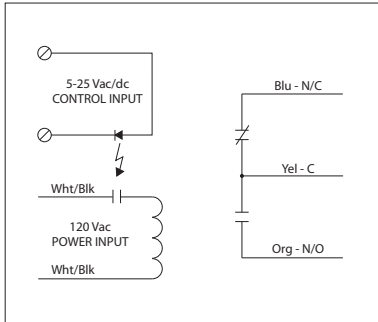 5-25 Vac/dc
CONTROL INPUT
Wht/Blk
120 Vac
POWER INPUT
Wht/Blk
Blu - N/C
Yel - C
Org - N/O